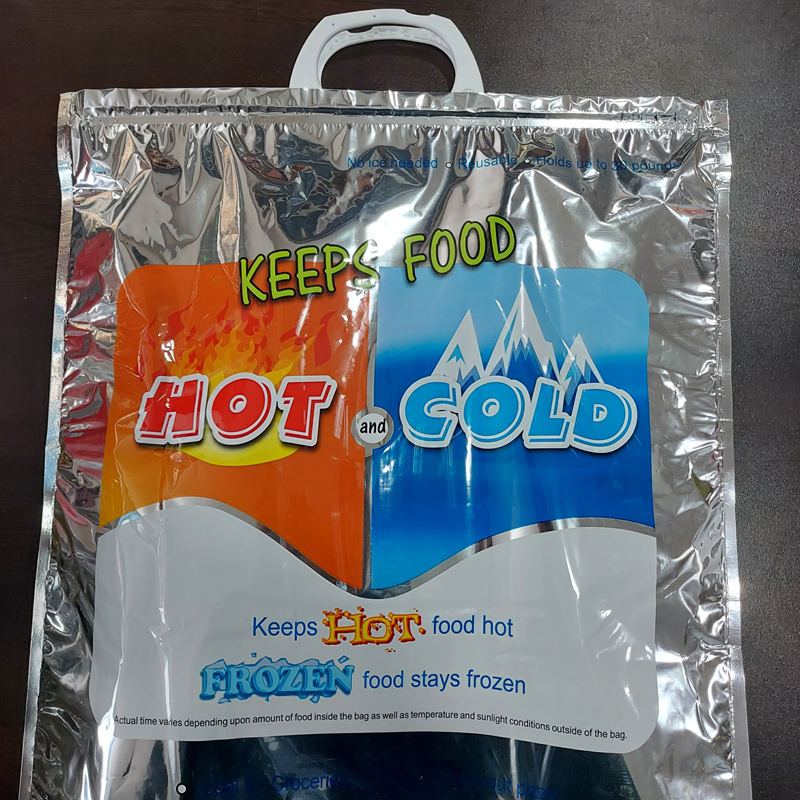 No ice needed o Reusable • Holds up to 30 pounds
KEEPS FOOD
HOT and COLD
Keeps HOT food hot
FROZEN food stays frozen
Actual time varies depending upon amount of food inside the bag as well as temperature and sunlight conditions outside of the bag.
Groceries